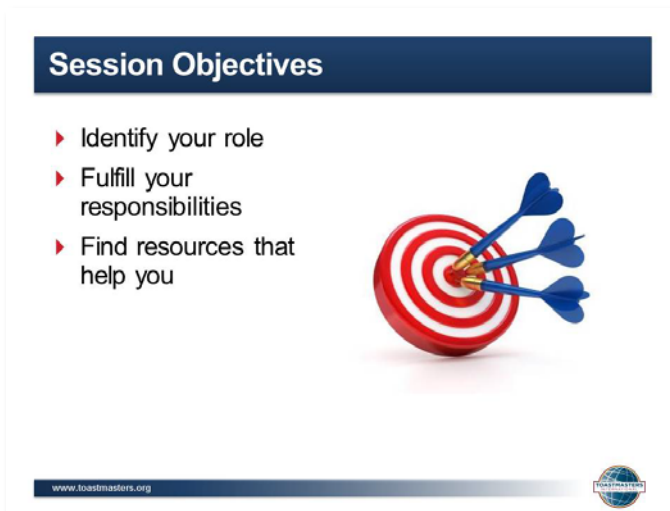 Session Objectives
Identify your role
Fulfill your
responsibilities
Find resources that
help you
www.toastmasters.org
TOASTMASTERS